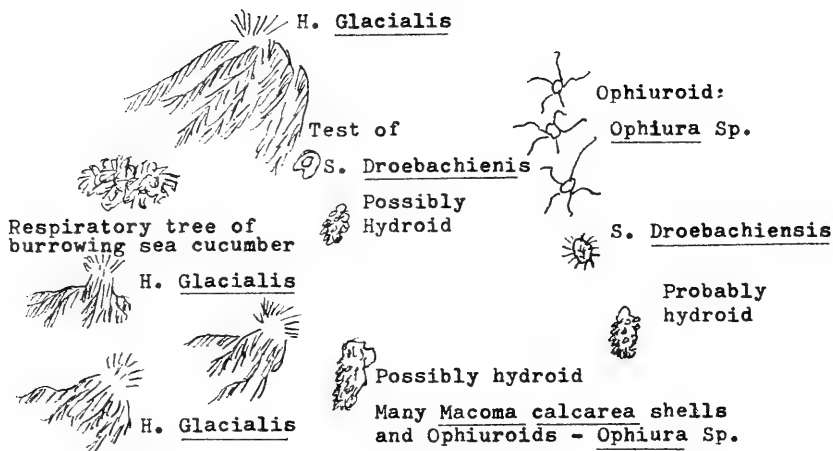 H. Glacialis
Ophiuroid:
Ophiura Sp.
Test of
S. Droebachienis
Possibly
Hydroid
Respiratory tree of
burrowing sea cucumber
S. Droebachiensis
H. Glacialis
Probably
hydroid
Possibly hydroid
H. Glacialis
Many Macoma calcarea shells
and Ophiuroids - Ophiura Sp.